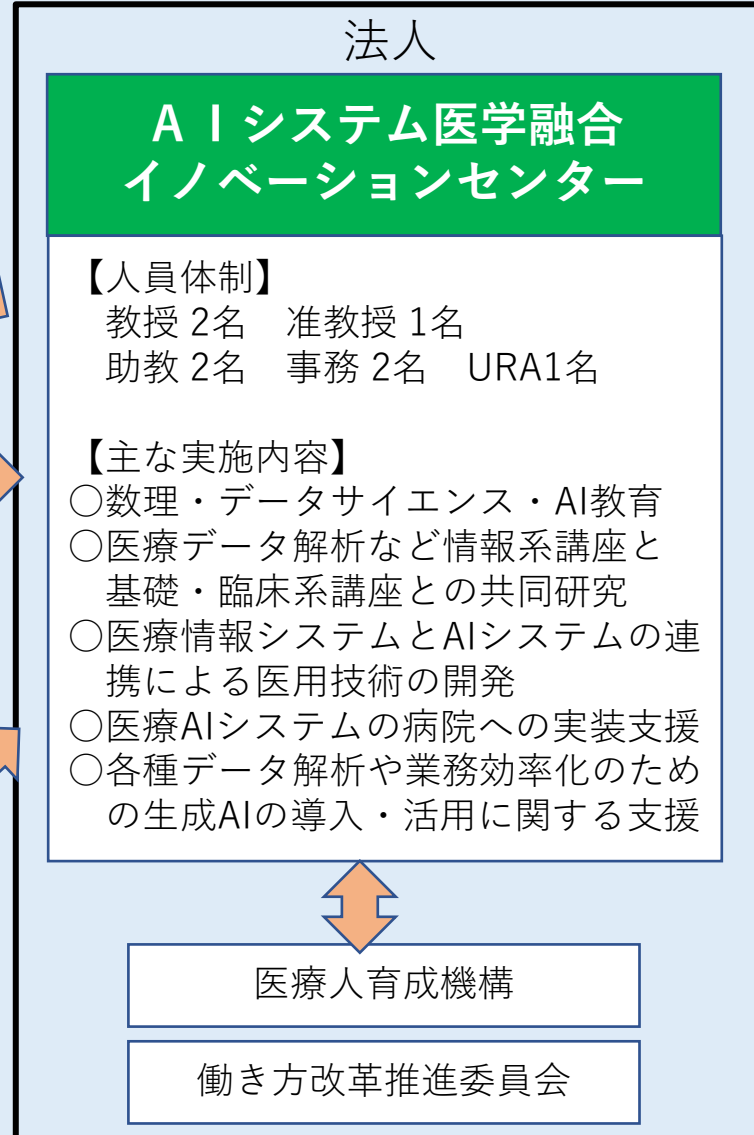 法人
ＡＩシステム医学融合
イノベーションセンター
【人員体制】
教授 2名　准教授 1名
助教 2名　事務 2名　URA1名
【主な実施内容】
○数理・データサイエンス・AI教育
○医療データ解析など情報系講座と
基礎・臨床系講座との共同研究
○医療情報システムとAIシステムの連
携による医用技術の開発
○医療AIシステムの病院への実装支援
○各種データ解析や業務効率化のため
の生成AIの導入・活用に関する支援
医療人育成機構
働き方改革推進委員会